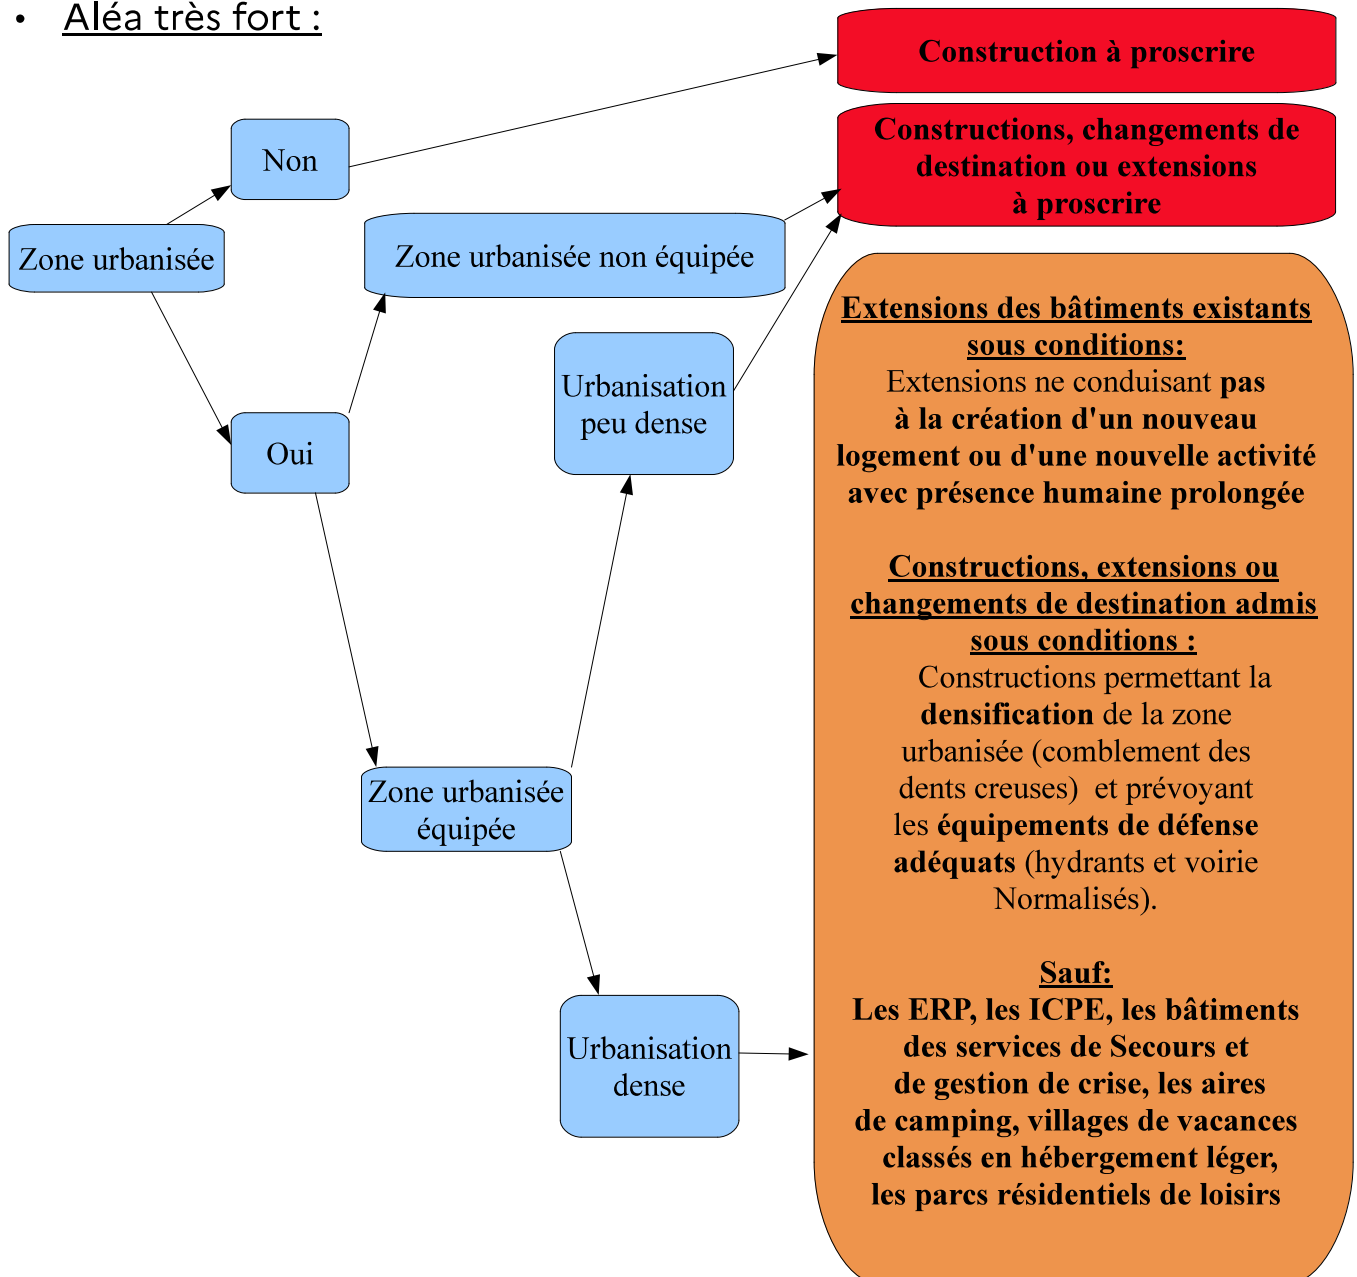 • Aléa très fort :
Construction à proscrire
Constructions, changements de
destination ou extensions
à proscrire
Non
Zone urbanisée
Zone urbanisée non équipée
Oui
Urbanisation
peu dense
Zone urbanisée
équipée
Urbanisation
dense
Extensions des bâtiments existants
sous conditions:
Extensions ne conduisant pas
à la création d'un nouveau
logement ou d'une nouvelle activité
avec présence humaine prolongée
Constructions, extensions ou
changements de destination admis
sous conditions :
Constructions permettant la
densification de la zone
urbanisée (comblement des
dents creuses) et prévoyant
les équipements de défense
adéquats (hydrants et voirie
Normalisés).
Sauf:
Les ERP, les ICPE, les bâtiments
des services de Secours et
de gestion de crise, les aires
de camping, villages de vacances
classés en hébergement léger,
les parcs résidentiels de loisirs